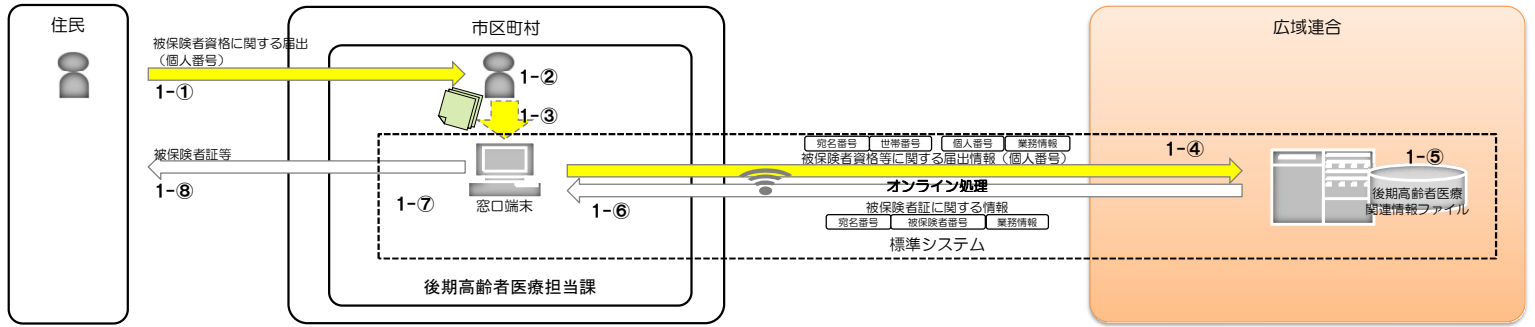 住民
市区町村
広域連合
被保険者資格に関する届出
（個人番号）
1-①
1-②
1-③
宛名番号 世帯番号 個人番号 業務情報
被保険者資格等に関する届出情報（個人番号）
1-④
1-⑤
後期高齢者医療
関連情報ファイル
オンライン処理
被保険者証等
1-⑧
1-⑦
窓口端末
1-⑥
被保険者証に関する情報
宛名番号 被保険者番号 業務情報
標準システム
後期高齢者医療担当課